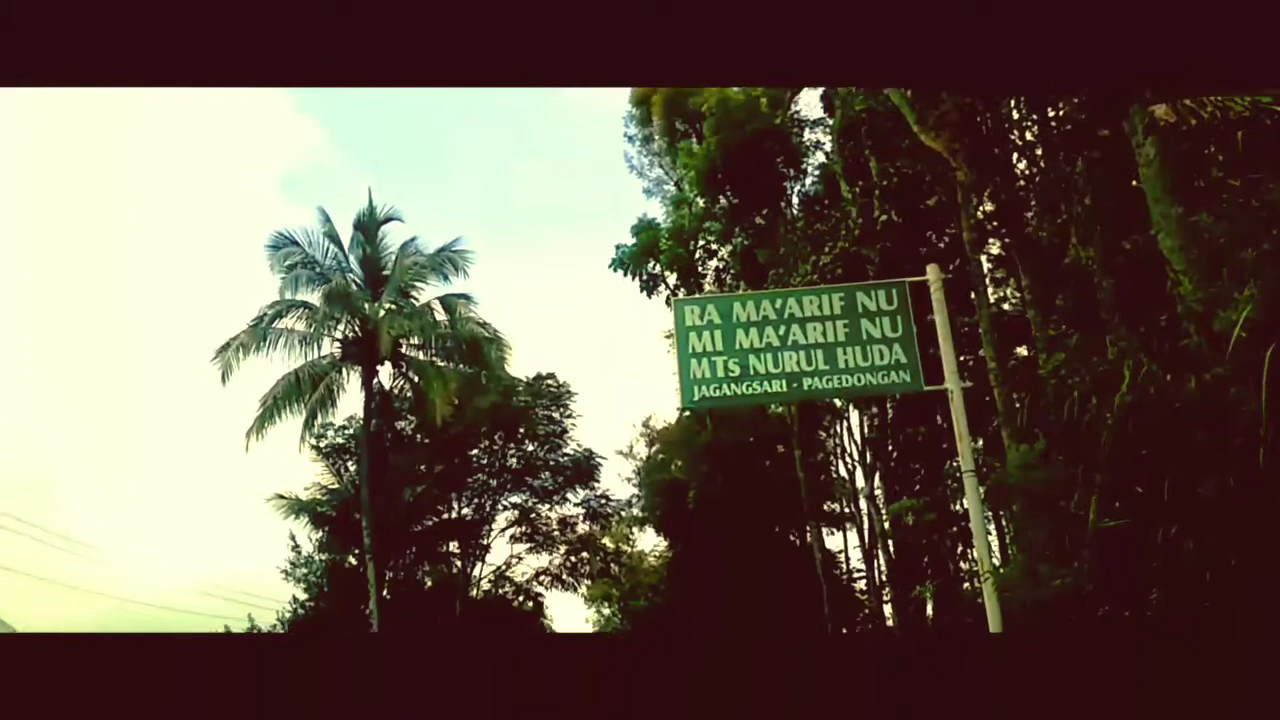 RA MA'ARIF NU
MI MA'ARIF NU
MTs NURUL HUDA
JAGANGSARI - PAGEDONGAN